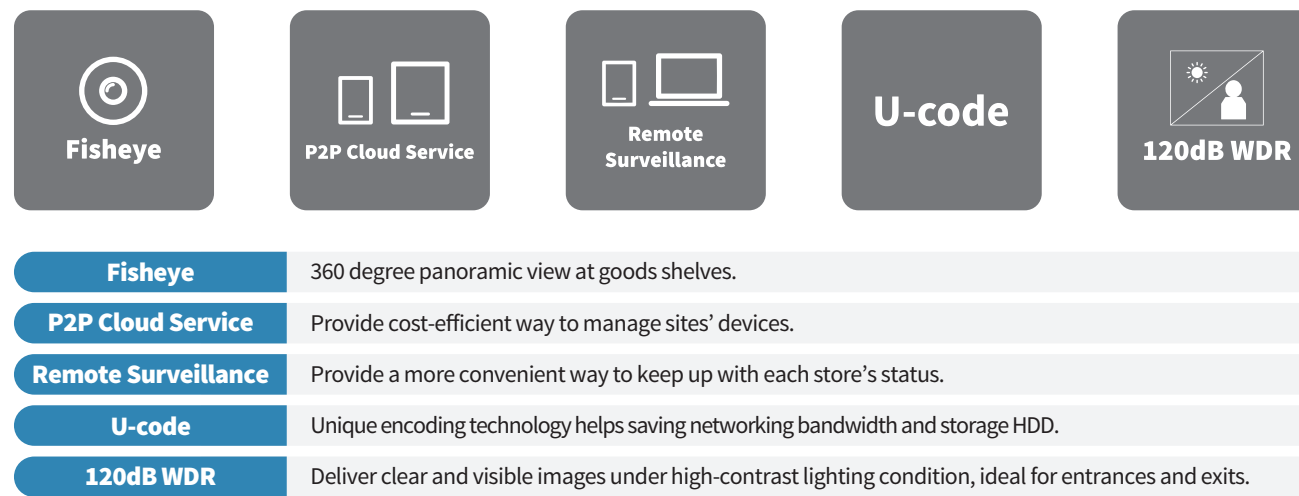 Fisheye
P2P Cloud Service
Remote
Surveillance
U-code
120dB WDR
Fisheye
360 degree panoramic view at goods shelves.
P2P Cloud Service
Provide cost-efficient way to manage sites’ devices.
Remote Surveillance
Provide a more convenient way to keep up with each store’s status.
U-code
Unique encoding technology helps saving networking bandwidth and storage HDD.
120dB WDR
Deliver clear and visible images under high-contrast lighting condition, ideal for entrances and exits.